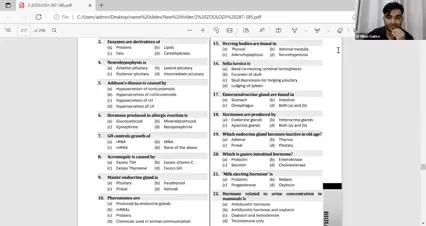 2 ZOOLOGY 287-585.pdf
C:/Users/admin/Desktop/name%20slides/New%20folder/2%20ZOOLOGY%20287-585.pdf
3. Enzymes are derivatives of
(a) Proteins (b) Lipids
(c) Fats (d) Carbohydrates
4. Neurohypophysis is
(a) Anterior pituitary (b) Lateral pituitary
(c) Posterior pituitary (d) Intermediate pituitary
5. Addison's disease is caused by
(a) Hyposecretion of corticosteroids
(b) Hypersecretion of corticosteroids
(c) Hyposecretion of LH
(d) Hypersecretion of LH
6. Hormone produced in allergic reaction is
(a) Glucocorticoids (b) Mineralocorticoid
(c) Epinephrine (d) Norepinephrine
7. GH controls growth of
(a) rRNA (b) tRNA
(c) mRNA (d) None of the above
8. Acromegaly is caused by
(a) Excess TSH (b) Excess vitamin C
(c) Excess Thyroxine (d) Excess GH
9. Master endocrine gland is
(a) Pituitary (b) Parathyroid
(c) Pineal (d) Adrenal
10. Pheromones are
(a) Produced by endocrine glands
(b) mRNAs
(c) Proteins
(d) Chemicals used in animal communication
15. Herring bodies are found in
(a) Thyroid (b) Adrenal medulla
(c) Adenohypophysis (d) Neurohypophysis
16. Sella turcica is
(a) Bend connecting cerebral hemispheres
(b) Foramen of skull
(c) Skull depression for lodging pituitary
(d) Lodging of spleen
17. Enteroendocrine gland are found in
(a) Stomach (b) Intestine
(c) Oesophagus (d) Both (a) and (b)
18. Hormones are produced by
(a) Endocrine glands (b) Heterocrine glands
(c) Apocrine glands (d) Both (a) and (b)
19. Which endocrine gland becomes inactive in old age?
(a) Adrenal (b) Thymus
(c) Pineal (d) Pituitary
20. Which is gastro intestinal hormone?
(a) Prolactin (b) Enterokinase
(c) Secretin (d) Cholinesterase
21. 'Milk ejecting hormone' is
(a) Prolactin (b) Relaxin
(c) Progesterone (d) Oxytocin
22. Hormone related to urine concentration in
mammals is
(a) Antidiuretic hormone
(b) Antidiuretic hormone and oxytocin
(c) Oxytocin and testosterone
(d) Testosterone only